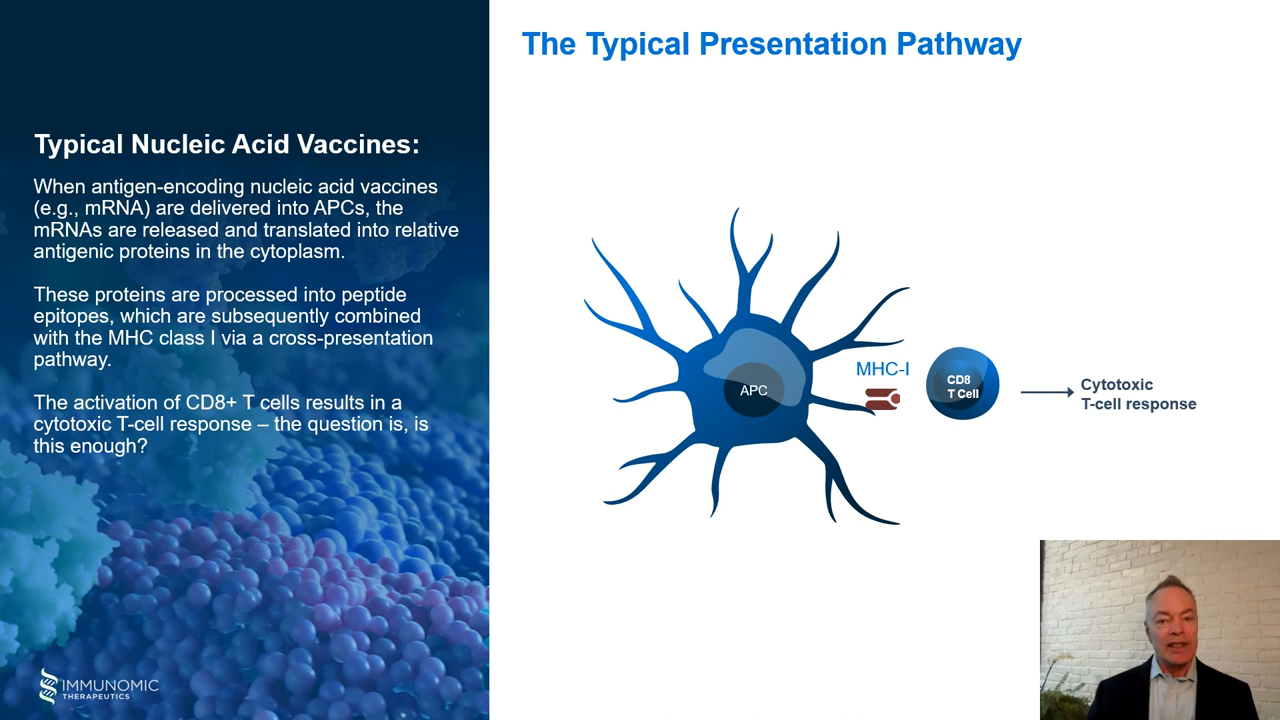 The Typical Presentation Pathway
Typical Nucleic Acid Vaccines:
When antigen-encoding nucleic acid vaccines
(e.g., mRNA) are delivered into APCs, the
mRNAs are released and translated into relative
antigenic proteins in the cytoplasm.
These proteins are processed into peptide
epitopes, which are subsequently combined
with the MHC class I via a cross-presentation
pathway.
The activation of CD8+ T cells results in a
cytotoxic T-cell response – the question is, is
this enough?
APC
MHC-I
CD8
T Cell
Cytotoxic
T-cell response
IMMUNOMIC
THERAPEUTICS